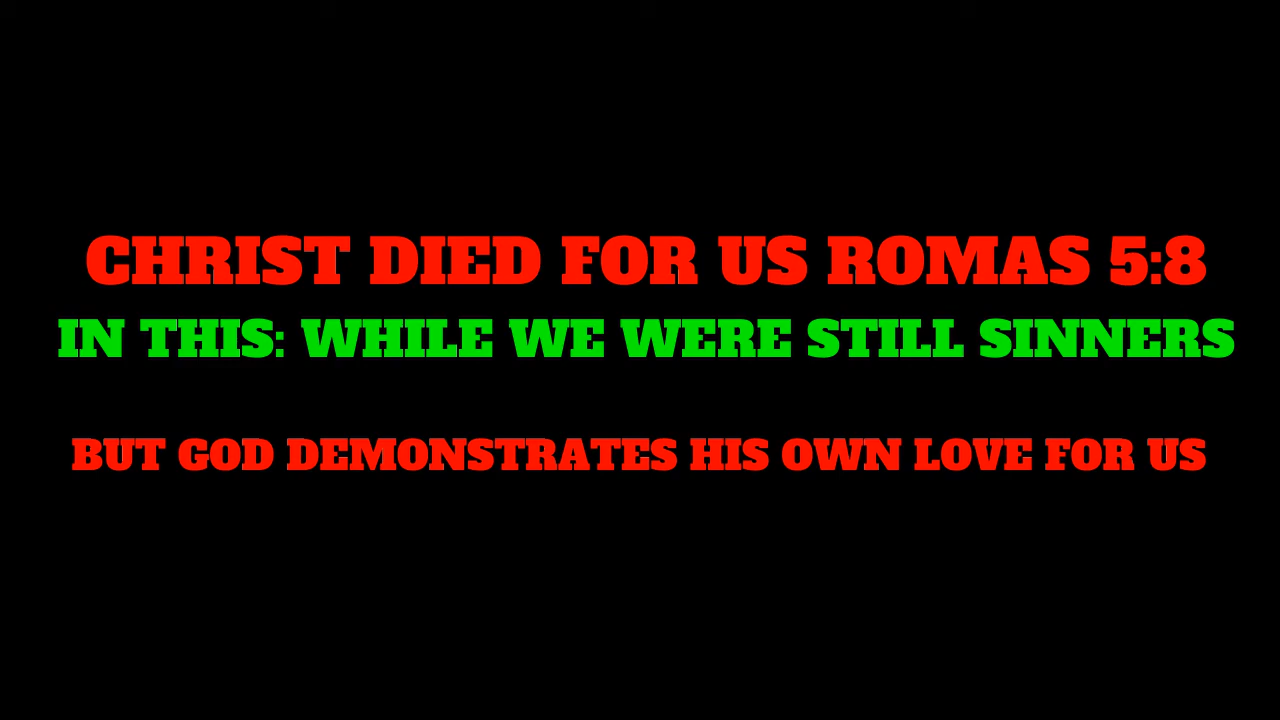 CHRIST DIED FOR US ROMAS 5:8
IN THIS: WHILE WE WERE STILL SINNERS
BUT GOD DEMONSTRATES HIS OWN LOVE FOR US